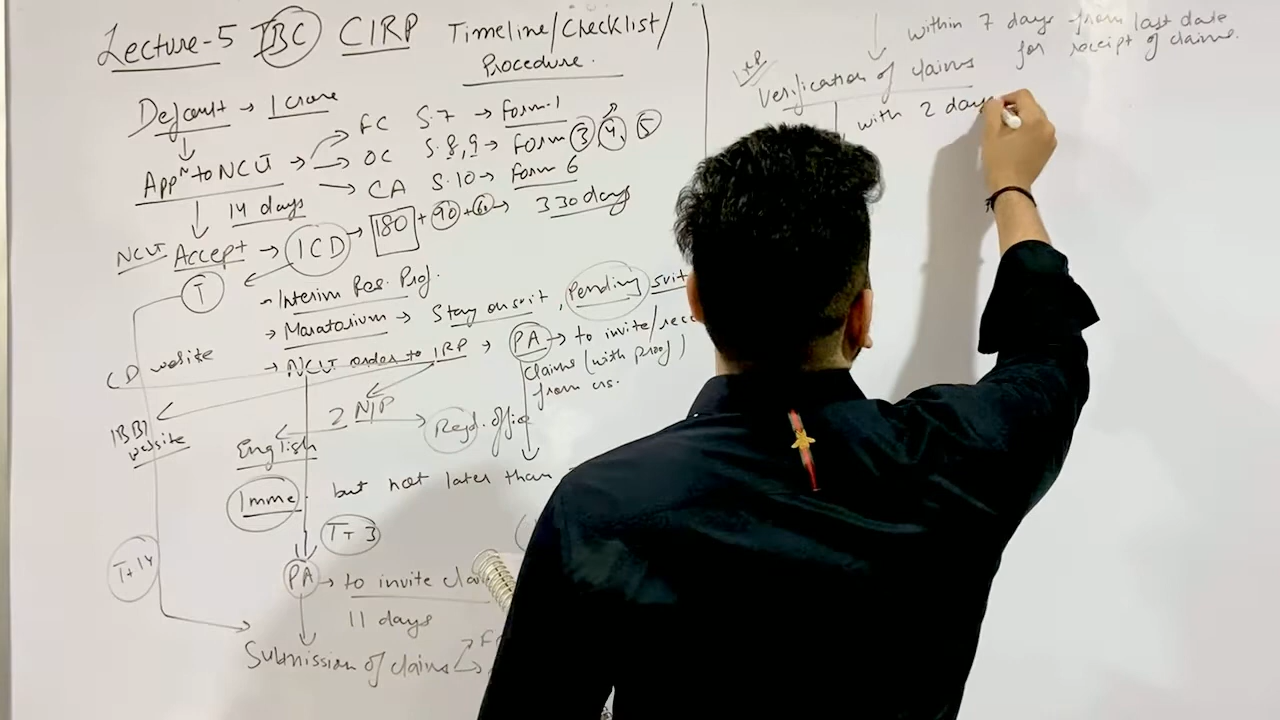 Lecture-5 IBC CIRP Timeline/Checklist/
Procedure.
Default → 1 crore
FC S.7 → Form-1
App^n to NCLT → OC S.8,9 → Form 3, 4, 5
CA S.10 → Form 6
14 days
NCLT Accept → ICD → 180 + 90 + 60 → 330 days
T
- Interim Res. Prof.
→ Maratorium → Stay on suit, Pending suit
CD website
→ NCLT order to IRP → PA → to invite/rece
claims (with Proof)
from crs.
2 N/P
IBBI
website
English
Regd. office
Imme. but not later than
T+3
T+14
PA → to invite clai
11 days
Submission of claims
within 7 days from last date
for receipt of claims.
IRP
Verification of claims
with 2 days